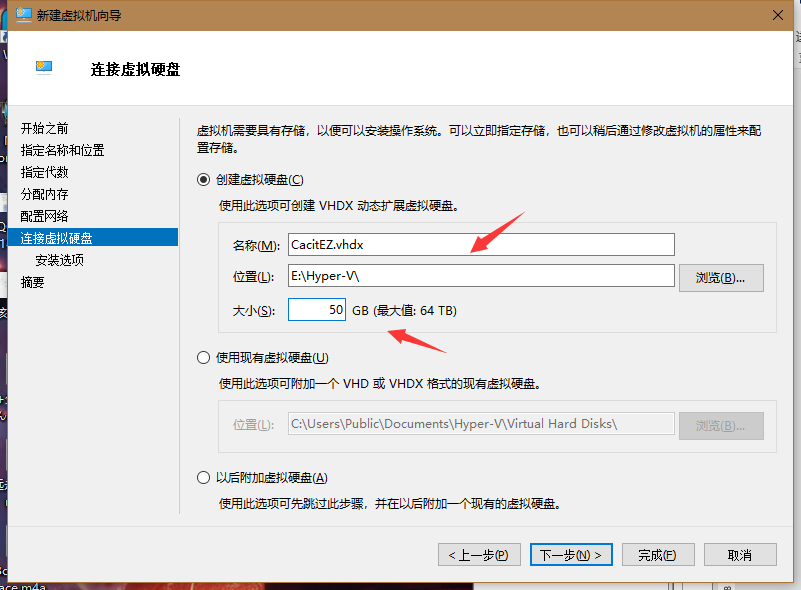 新建虚拟机向导
连接虚拟硬盘
开始之前
指定名称和位置
指定代数
分配内存
配置网络
连接虚拟硬盘
安装选项
摘要
虚拟机需要具有存储，以便可以安装操作系统。可以立即指定存储，也可以稍后通过修改虚拟机的属性来配
置存储。
创建虚拟硬盘(C)
使用此选项可创建 VHDX 动态扩展虚拟硬盘。
名称(M): CacitEZ.vhdx
位置(L): E:\Hyper-V\ 浏览(B)...
大小(S): 50 GB (最大值: 64 TB)
使用现有虚拟硬盘(U)
使用此选项可附加一个 VHD 或 VHDX 格式的现有虚拟硬盘。
位置(L): C:\Users\Public\Documents\Hyper-V\Virtual Hard Disks\ 浏览(B)...
以后附加虚拟硬盘(A)
使用此选项可先跳过此步骤，并在以后附加一个现有的虚拟硬盘。
< 上一步(P) 下一步(N) > 完成(F) 取消
ace.m4a